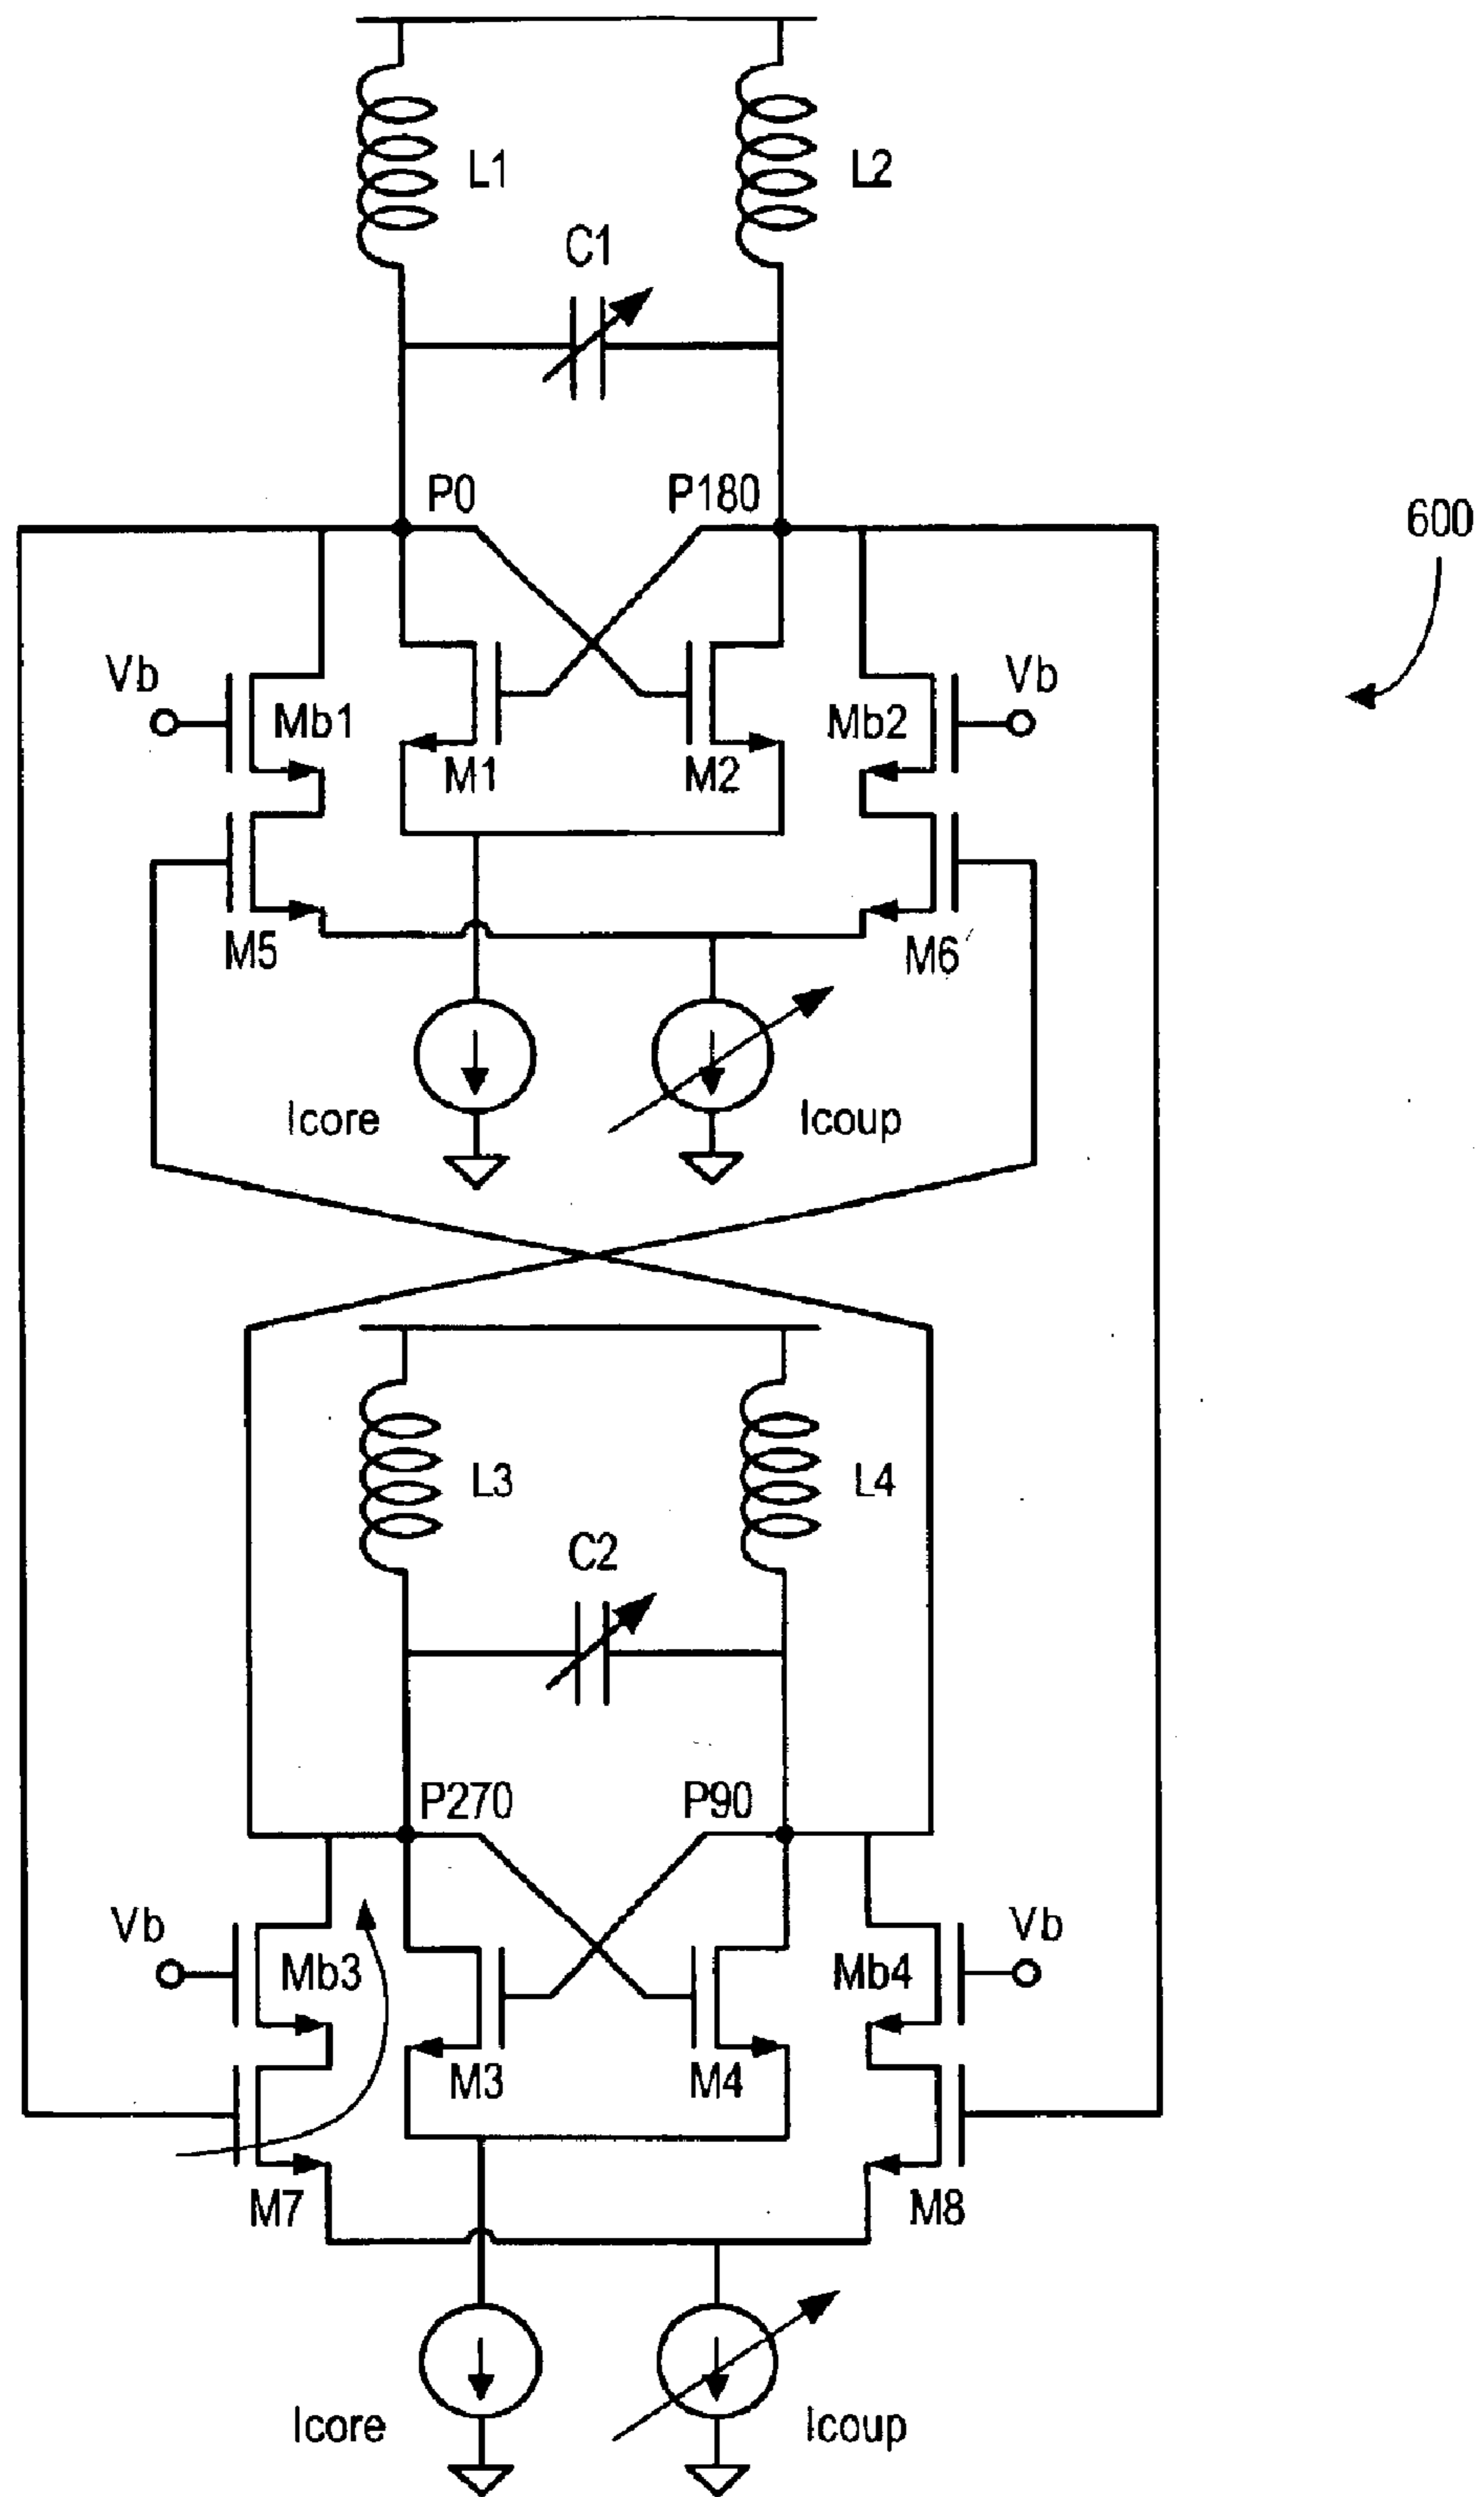 L1
L2
C1
P0
P180
600
Vb
Vb
Mb1
Mb2
M1
M2
M5
M6
Icore
Icoup
L3
L4
C2
P270
P90
Vb
Vb
Mb3
Mb4
M3
M4
M7
M8
Icore
Icoup